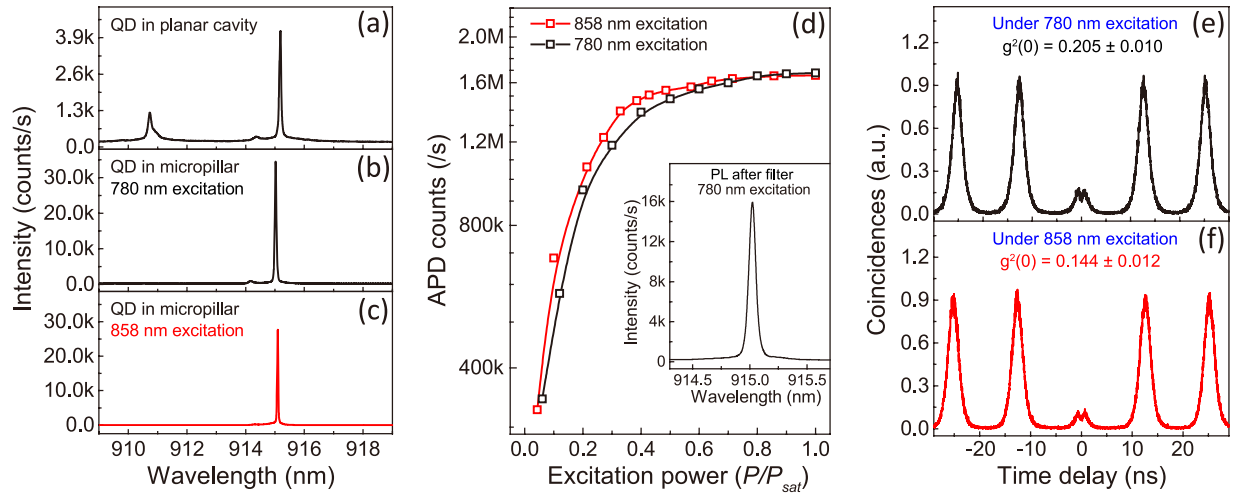 (a)
QD in planar cavity
3.9k
2.6k
1.3k
0.0
(b)
QD in micropillar
780 nm excitation
30.0k
20.0k
10.0k
0.0
(c)
QD in micropillar
858 nm excitation
30.0k
20.0k
10.0k
0.0
Intensity (counts/s)
910 912 914 916 918
Wavelength (nm)
(d)
858 nm excitation
780 nm excitation
2.0M
1.6M
1.2M
800k
400k
APD counts (/s)
0.0 0.2 0.4 0.6 0.8 1.0
Excitation power (P/Psat)
PL after filter
780 nm excitation
16k
12k
8k
4k
0
Intensity (counts/s)
914.5 915.0 915.5
Wavelength (nm)
(e)
Under 780 nm excitation
g²(0) = 0.205 ± 0.010
1.2
0.9
0.6
0.3
0.0
(f)
Under 858 nm excitation
g²(0) = 0.144 ± 0.012
1.2
0.9
0.6
0.3
0.0
Coincidences (a.u.)
-20 -10 0 10 20
Time delay (ns)